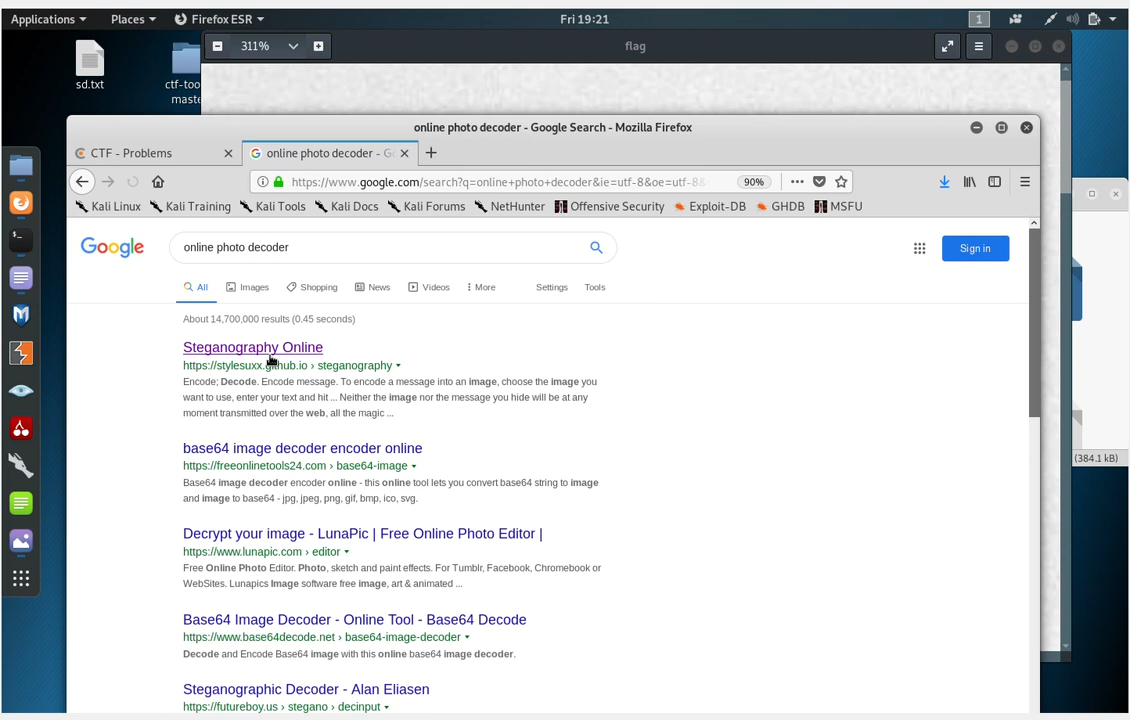 Applications Places Firefox ESR Fri 19:21 1
311% flag
sd.txt
ctf-too
maste
online photo decoder - Google Search - Mozilla Firefox
CTF - Problems online photo decoder - G
https://www.google.com/search?q=online+photo+decoder&ie=utf-8&oe=utf-8& 90%
Kali Linux Kali Training Kali Tools Kali Docs Kali Forums NetHunter Offensive Security Exploit-DB GHDB MSFU
Google online photo decoder Sign in
All Images Shopping News Videos More Settings Tools
About 14,700,000 results (0.45 seconds)
Steganography Online
https://stylesuxx.github.io › steganography
Encode; Decode. Encode message. To encode a message into an image, choose the image you
want to use, enter your text and hit ... Neither the image nor the message you hide will be at any
moment transmitted over the web, all the magic ...
base64 image decoder encoder online
https://freeonlinetools24.com › base64-image
Base64 image decoder encoder online - this online tool lets you convert base64 string to image
and image to base64 - jpg, jpeg, png, gif, bmp, ico, svg.
(384.1 kB)
Decrypt your image - LunaPic | Free Online Photo Editor |
https://www.lunapic.com › editor
Free Online Photo Editor. Photo, sketch and paint effects. For Tumblr, Facebook, Chromebook or
WebSites. Lunapics Image software free image, art & animated ...
Base64 Image Decoder - Online Tool - Base64 Decode
https://www.base64decode.net › base64-image-decoder
Decode and Encode Base64 image with this online base64 image decoder.
Steganographic Decoder - Alan Eliasen
https://futureboy.us › stegano › decinput